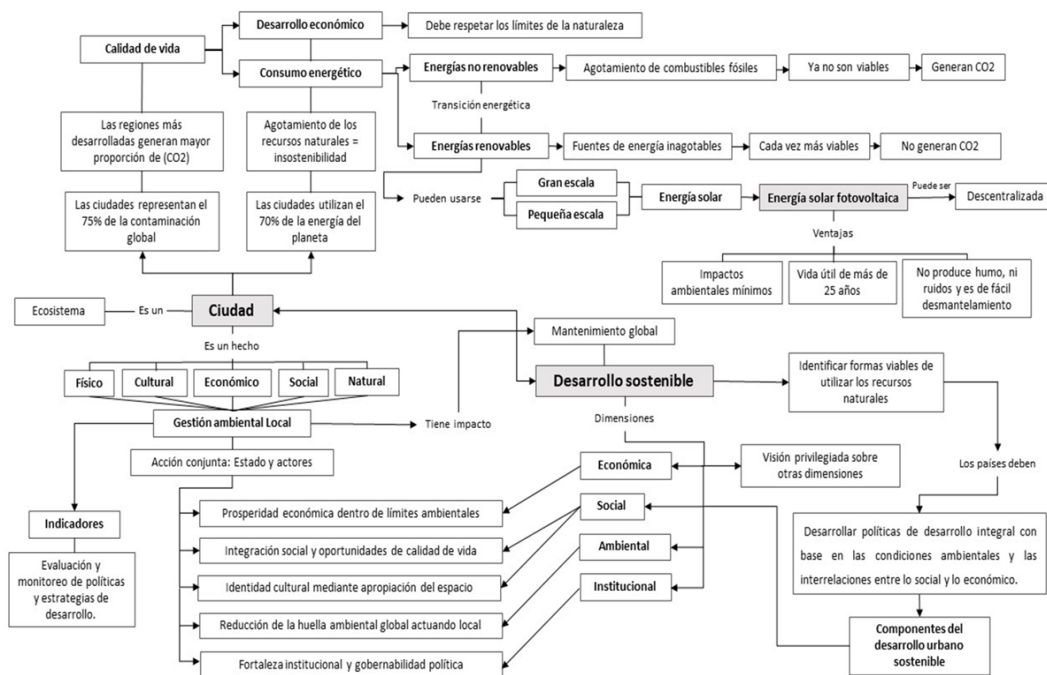 Desarrollo económico
Debe respetar los límites de la naturaleza
Calidad de vida
Consumo energético
Energías no renovables
Agotamiento de combustibles fósiles
Ya no son viables
Generan CO2
Transición energética
Las regiones más
desarrolladas generan mayor
proporción de (CO2)
Agotamiento de los
recursos naturales =
insostenibilidad
Energías renovables
Fuentes de energía inagotables
Cada vez más viables
No generan CO2
Las ciudades representan el
75% de la contaminación
global
Las ciudades utilizan el
70% de la energía del
planeta
Pueden usarse
Gran escala
Pequeña escala
Energía solar
Energía solar fotovoltaica
Puede ser
Descentralizada
Ventajas
Impactos
ambientales mínimos
Vida útil de más de
25 años
No produce humo, ni
ruidos y es de fácil
desmantelamiento
Ecosistema
Es un
Ciudad
Es un hecho
Mantenimiento global
Desarrollo sostenible
Identificar formas viables de
utilizar los recursos
naturales
Físico
Cultural
Económico
Social
Natural
Gestión ambiental Local
Tiene impacto
Dimensiones
Acción conjunta: Estado y actores
Económica
Visión privilegiada sobre
otras dimensiones
Los países deben
Indicadores
Prosperidad económica dentro de límites ambientales
Social
Evaluación y
monitoreo de políticas
y estrategias de
desarrollo.
Integración social y oportunidades de calidad de vida
Ambiental
Desarrollar políticas de desarrollo integral con
base en las condiciones ambientales y las
interrelaciones entre lo social y lo económico.
Identidad cultural mediante apropiación del espacio
Institucional
Reducción de la huella ambiental global actuando local
Componentes del
desarrollo urbano
sostenible
Fortaleza institucional y gobernabilidad política